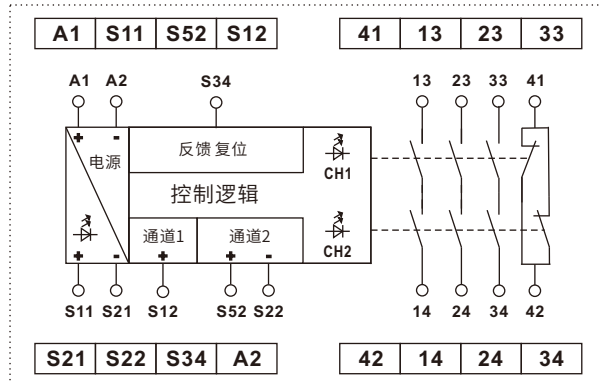 A1 S11 S52 S12 41 13 23 33
A1 A2 S34 13 23 33 41
+ - 反馈复位
电源
CH1
控制逻辑
通道1 通道2
+ - + + - CH2
S11 S21 S12 S52 S22 14 24 34 42
S21 S22 S34 A2 42 14 24 34